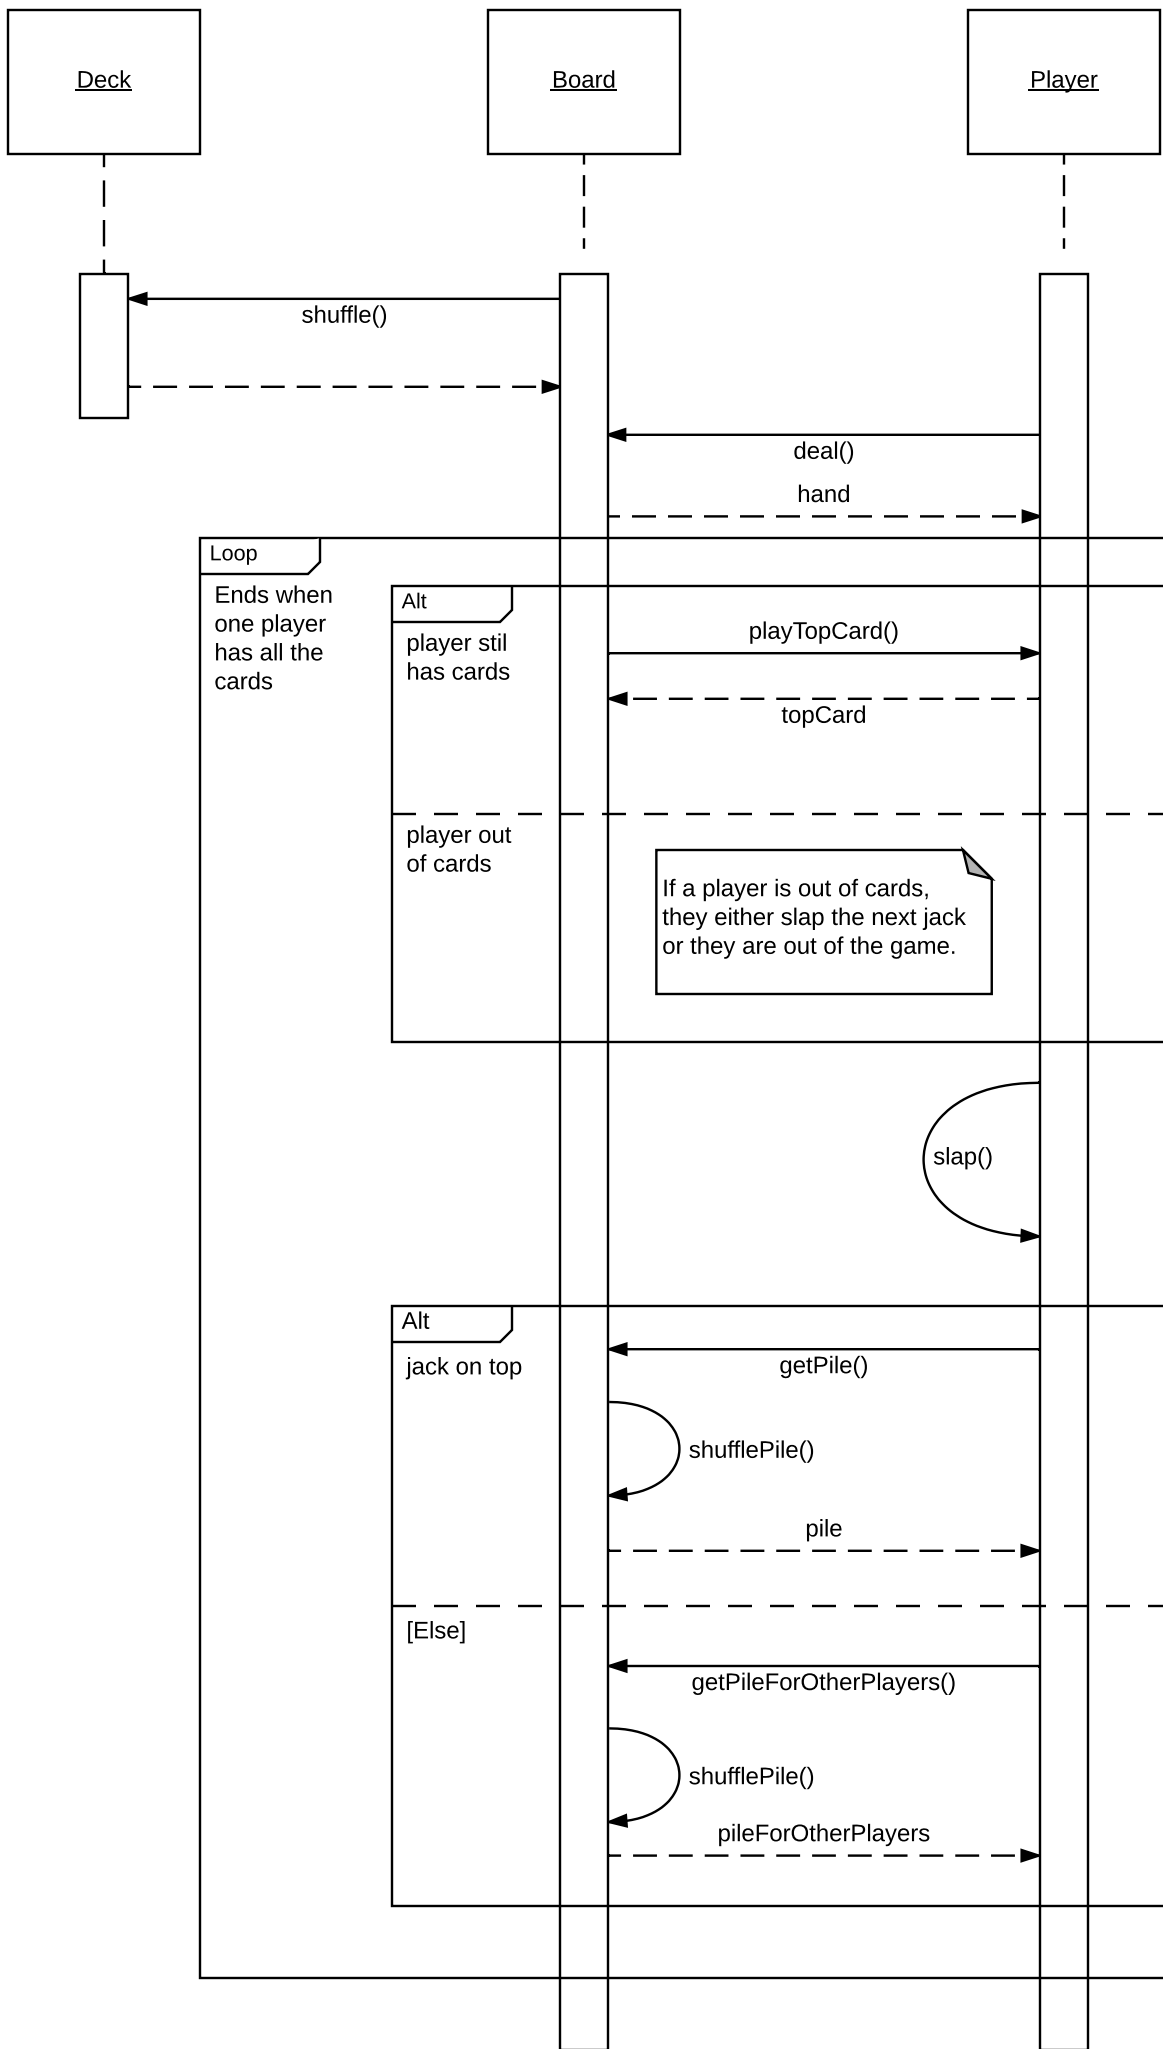 Deck
Board
Player
shuffle()
deal()
hand
Loop
Ends when
one player
has all the
cards
Alt
player stil
has cards
playTopCard()
topCard
player out
of cards
If a player is out of cards,
they either slap the next jack
or they are out of the game.
slap()
Alt
jack on top
getPile()
shufflePile()
pile
[Else]
getPileForOtherPlayers()
shufflePile()
pileForOtherPlayers